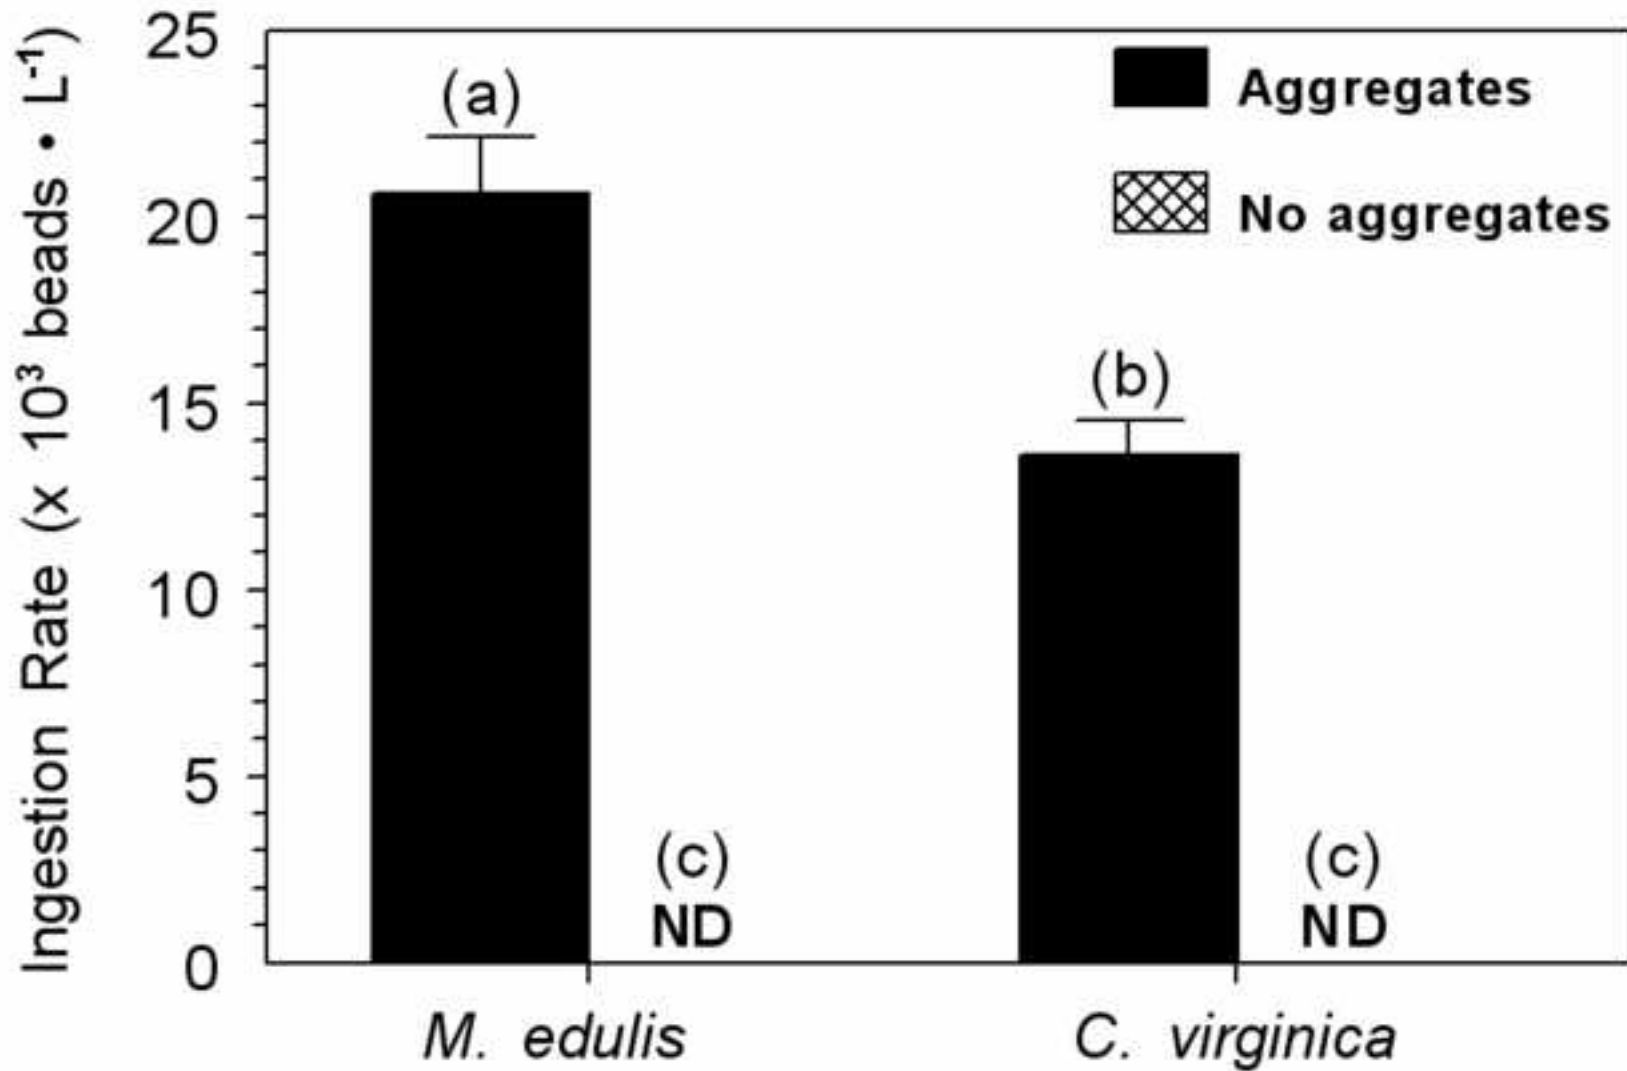 Ingestion Rate (x 10³ beads • L⁻¹)
25
20
15
10
5
0
(a)
(b)
(c)
ND
(c)
ND
Aggregates
No aggregates
M. edulis
C. virginica